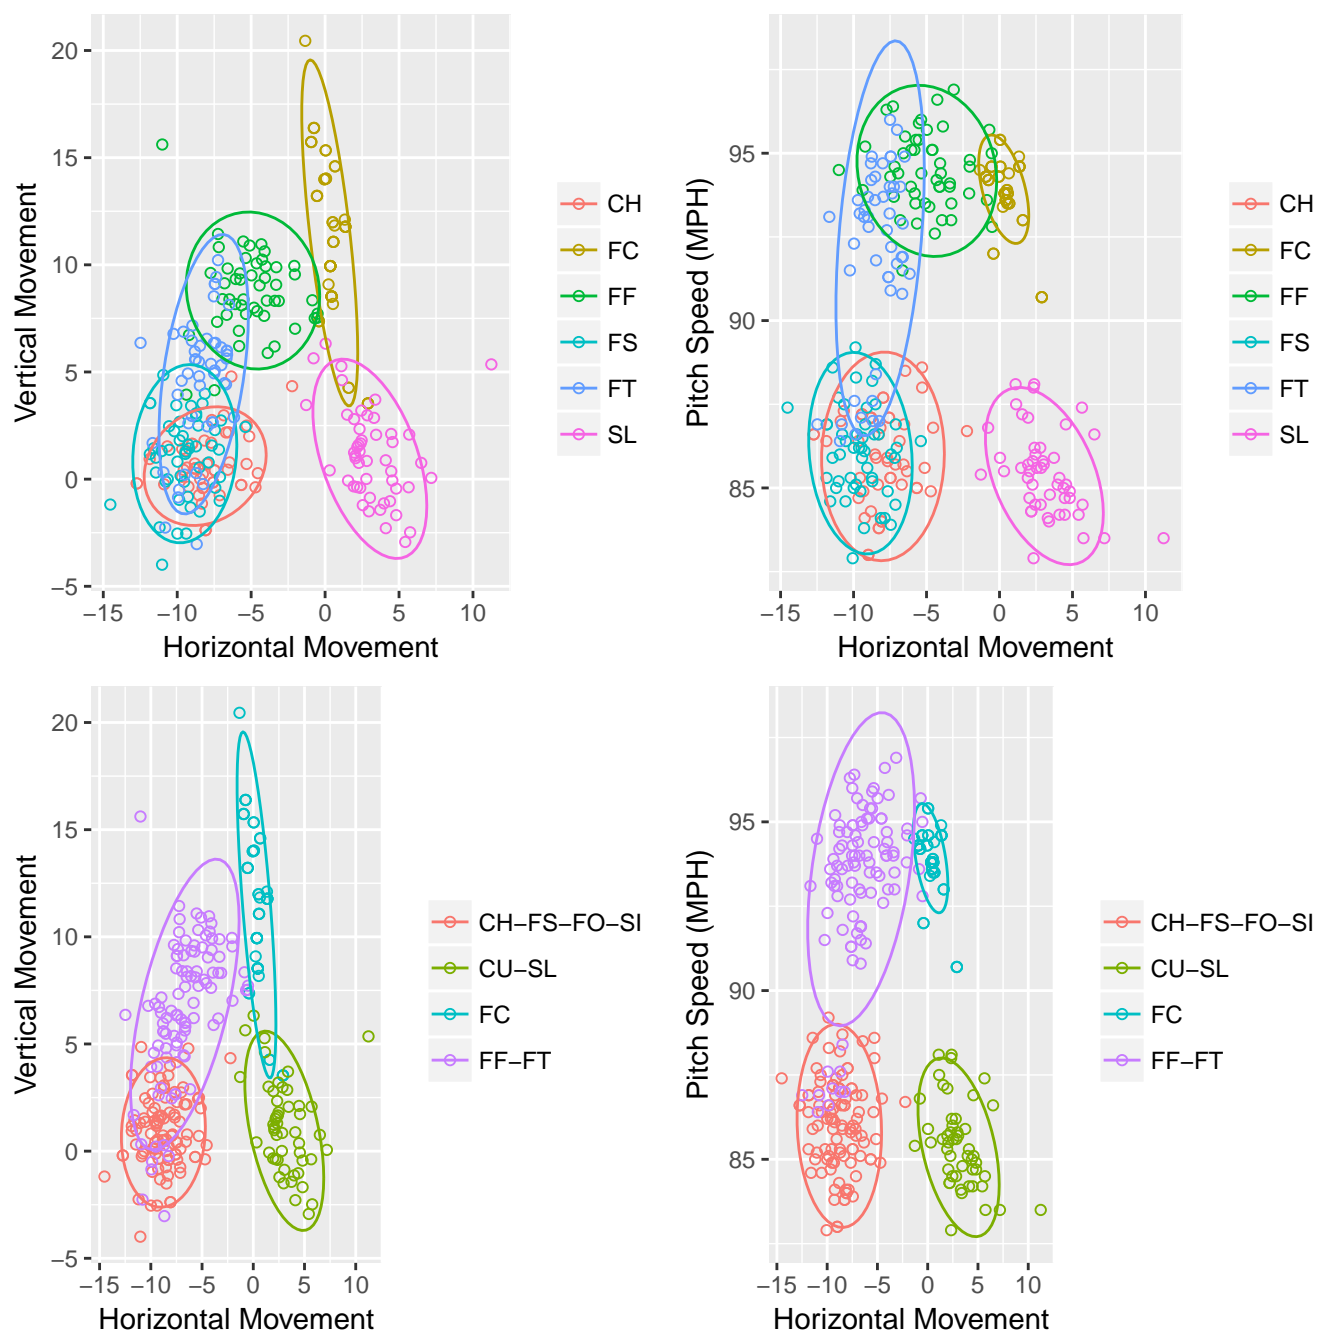 20
15
10
5
0
−5
−15
−10
−5
0
5
10
Horizontal Movement
Vertical Movement
CH
FC
FF
FS
FT
SL
95
90
85
−15
−10
−5
0
5
10
Horizontal Movement
Pitch Speed (MPH)
CH
FC
FF
FS
FT
SL
20
15
10
5
0
−5
−15
−10
−5
0
5
10
Horizontal Movement
Vertical Movement
CH−FS−FO−SI
CU−SL
FC
FF−FT
95
90
85
−15
−10
−5
0
5
10
Horizontal Movement
Pitch Speed (MPH)
CH−FS−FO−SI
CU−SL
FC
FF−FT